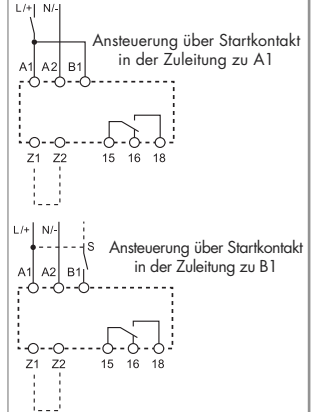 L/+ N/-
Ansteuerung über Startkontakt
in der Zuleitung zu A1
A1 A2 B1
Z1 Z2 15 16 18
L/+ N/-
S
Ansteuerung über Startkontakt
in der Zuleitung zu B1
A1 A2 B1
Z1 Z2 15 16 18